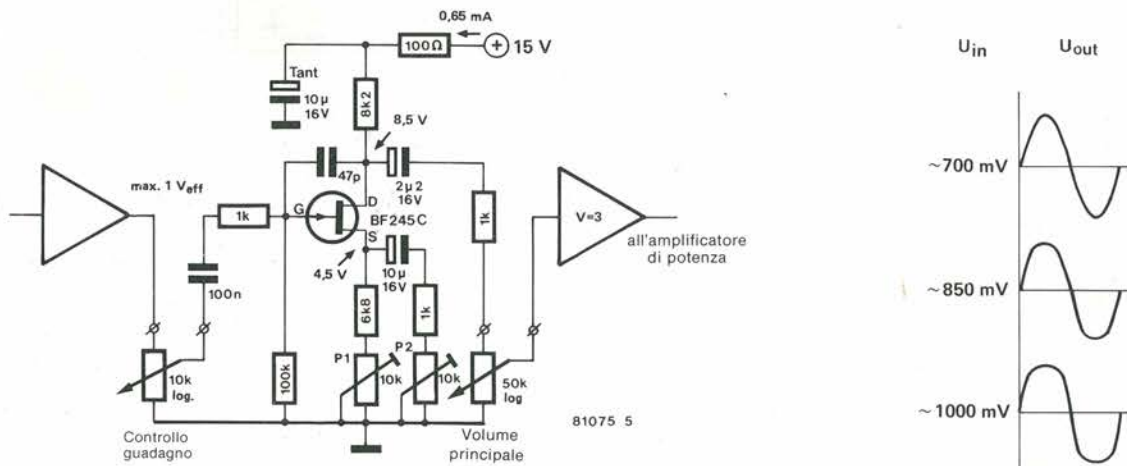 0,65 mA
100Ω
15 V
Tant
10 µ
16V
8k2
8,5 V
max. 1 Veff
47p
2µ2
16V
1k
G
D
BF245C
S
1k
V=3
all'amplificatore
di potenza
4,5 V
10 µ
16V
100n
6k8
1k
P1
P2
10k
log.
100k
10k
10k
50k
log
81075 5
Controllo
guadagno
Volume
principale
Uin
Uout
~700 mV
~850 mV
~1000 mV